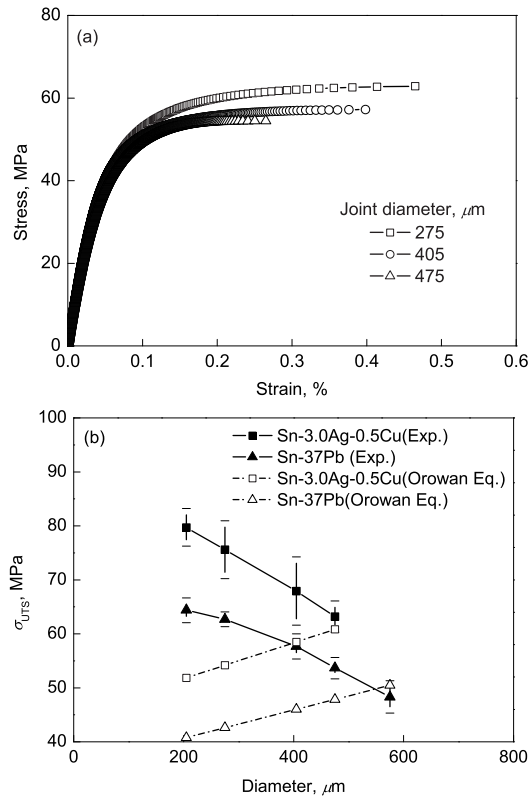 (a)
80
60
40
20
0
Stress, MPa
Joint diameter, μm
275
405
475
0.0 0.1 0.2 0.3 0.4 0.5 0.6
Strain, %
(b)
100
90
80
70
60
50
40
σUTS, MPa
Sn-3.0Ag-0.5Cu(Exp.)
Sn-37Pb (Exp.)
Sn-3.0Ag-0.5Cu(Orowan Eq.)
Sn-37Pb(Orowan Eq.)
0 200 400 600 800
Diameter, μm